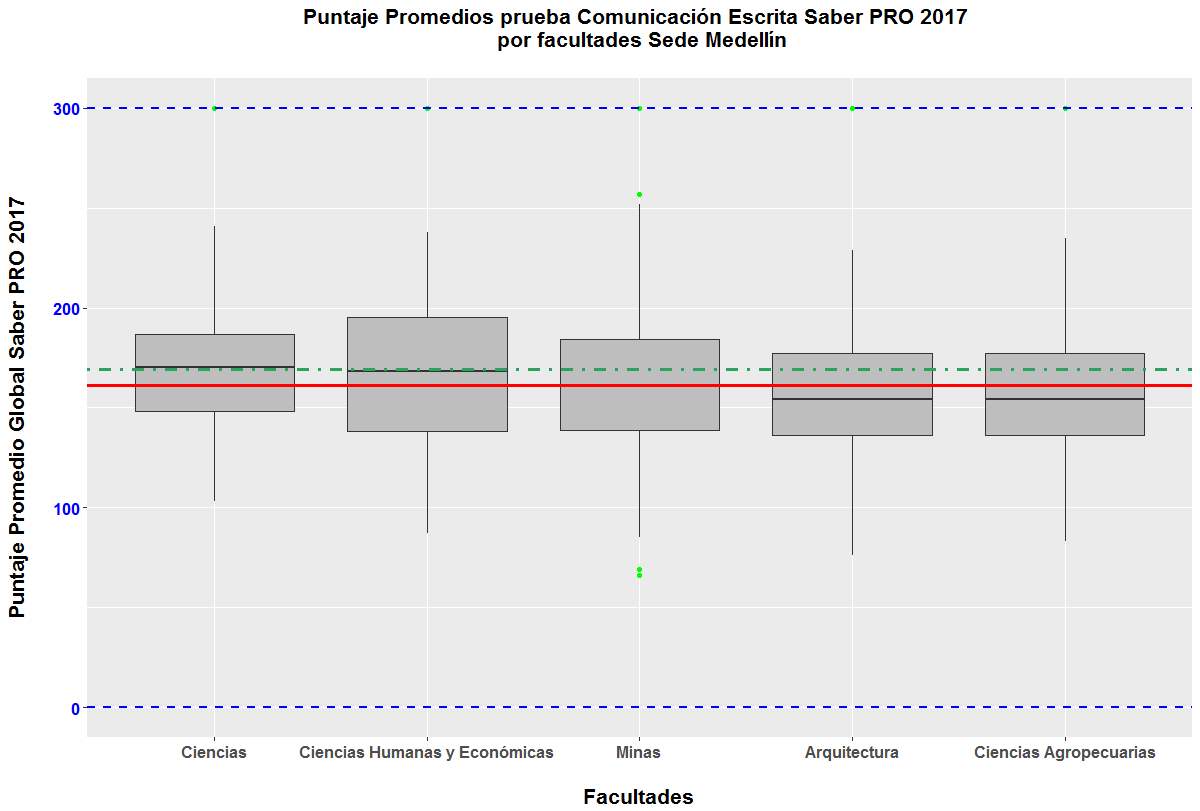 Puntaje Promedios prueba Comunicación Escrita Saber PRO 2017
por facultades Sede Medellín
Puntaje Promedio Global Saber PRO 2017
300
200
100
0
Ciencias
Ciencias Humanas y Económicas
Minas
Arquitectura
Ciencias Agropecuarias
Facultades